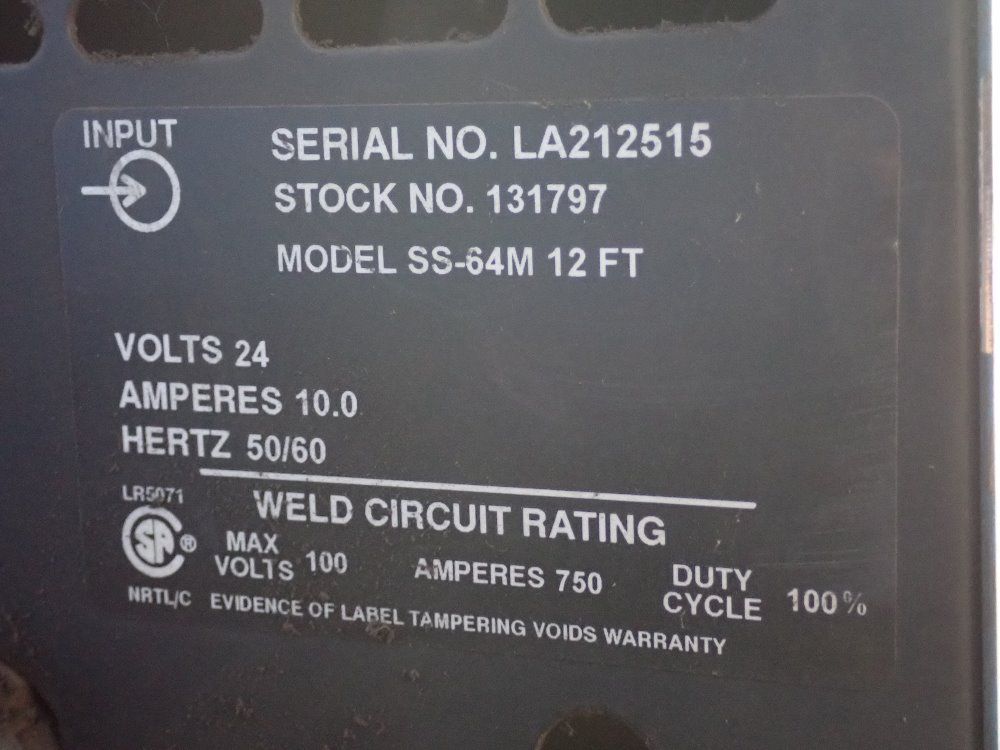 INPUT
SERIAL NO. LA212515
STOCK NO. 131797
MODEL SS-64M 12 FT
VOLTS 24
AMPERES 10.0
HERTZ 50/60
LR5071
WELD CIRCUIT RATING
SA ®
MAX VOLTS 100 AMPERES 750 DUTY CYCLE 100%
NRTL/C EVIDENCE OF LABEL TAMPERING VOIDS WARRANTY